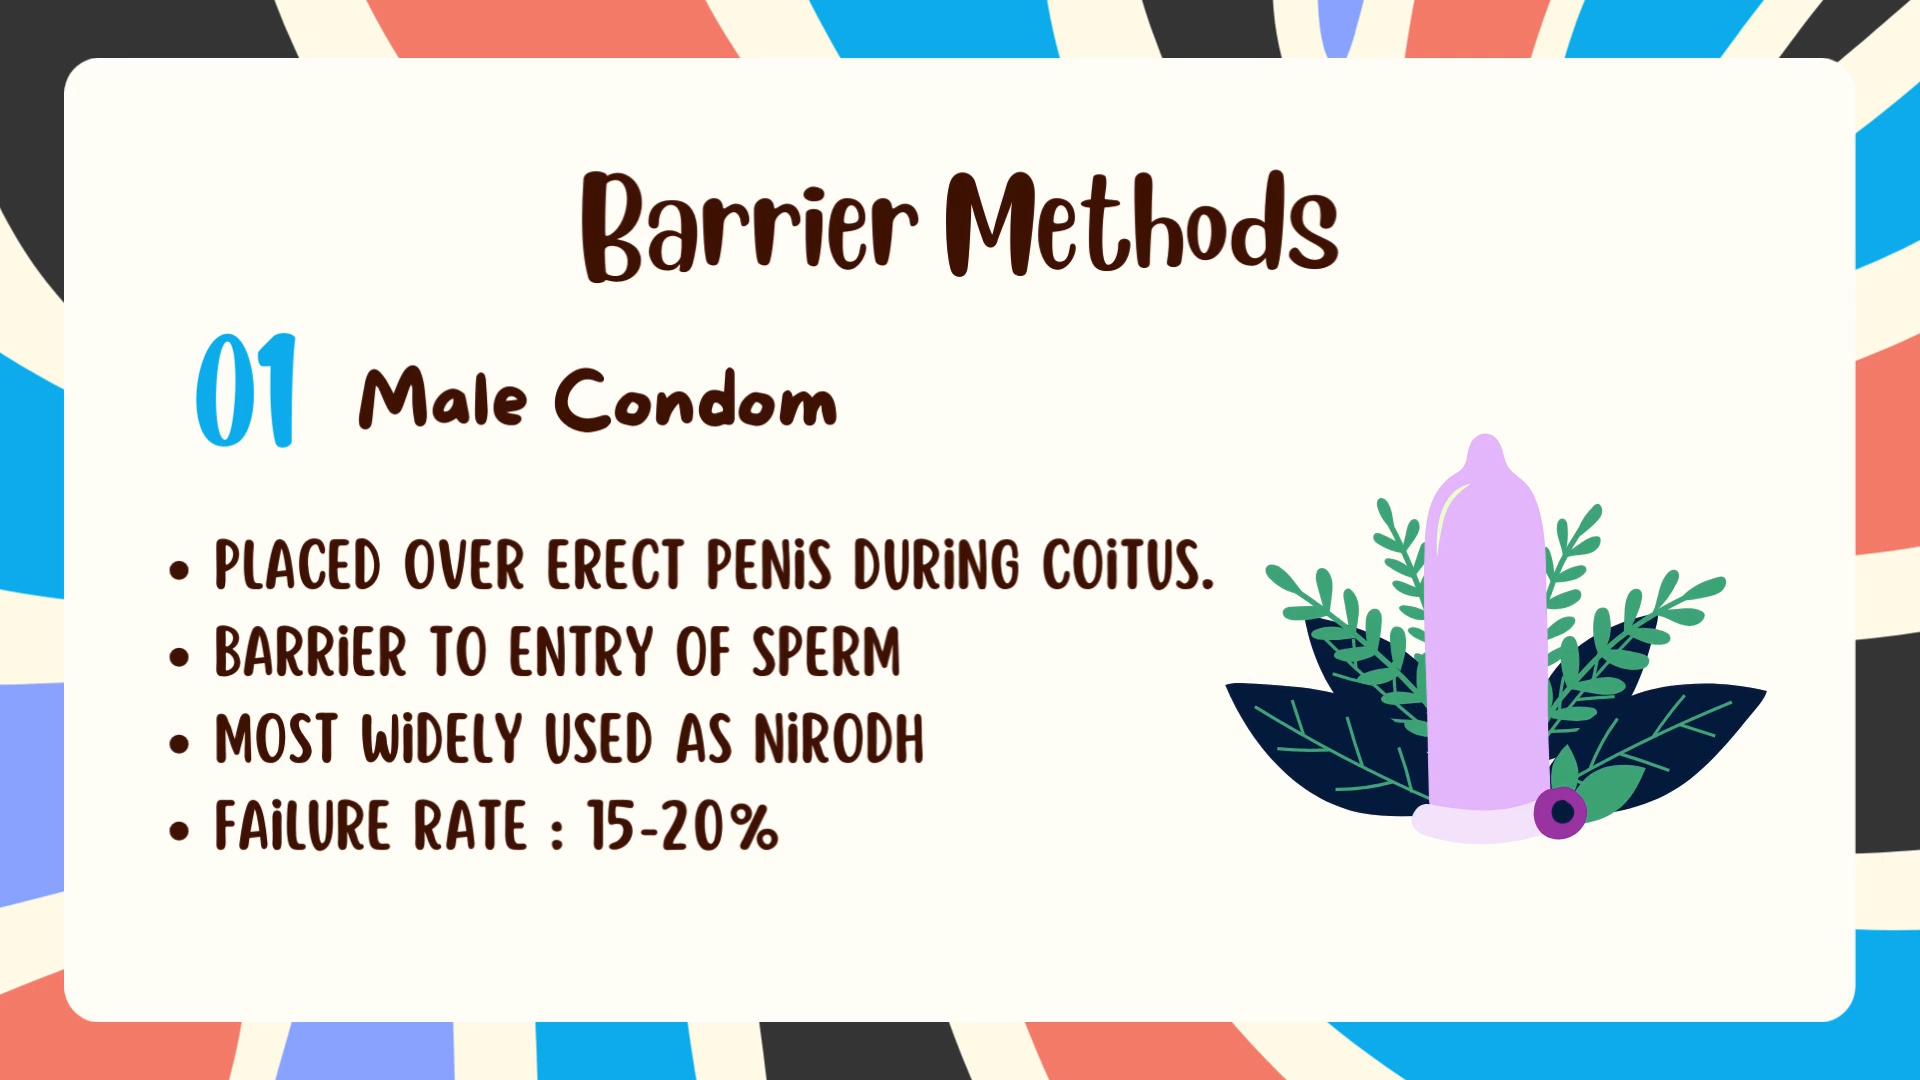 Barrier Methods
01 Male Condom
• PLACED OVER ERECT PENiS DURiNG COiTUS.
• BARRiER TO ENTRY OF SPERM
• MOST WiDELY USED AS NiRODH
• FAiLURE RATE : 15-20%